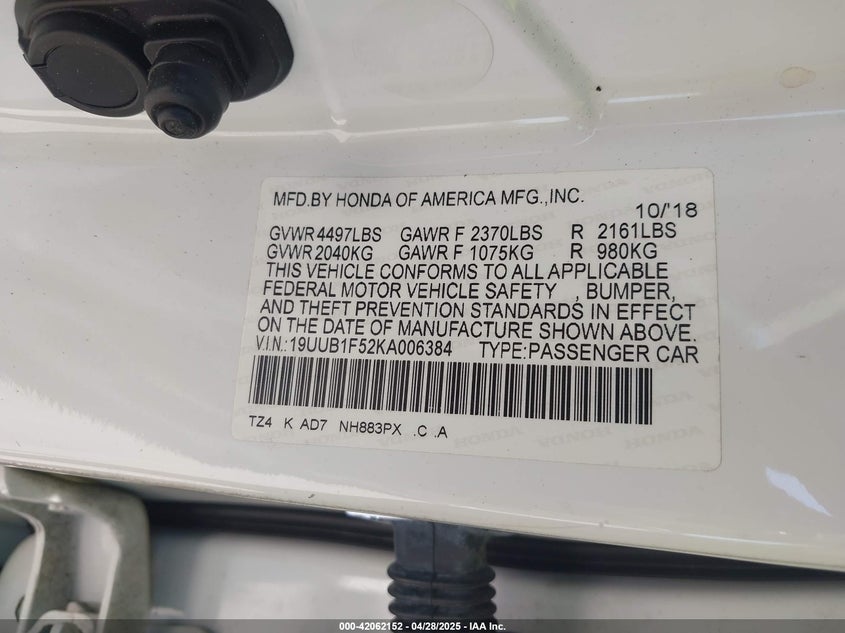 MFD.BY HONDA OF AMERICA MFG.,INC.
10/'18
GVWR 4497LBS GAWR F 2370LBS R 2161LBS
GVWR 2040KG GAWR F 1075KG R 980KG
THIS VEHICLE CONFORMS TO ALL APPLICABLE
FEDERAL MOTOR VEHICLE SAFETY , BUMPER,
AND THEFT PREVENTION STANDARDS IN EFFECT
ON THE DATE OF MANUFACTURE SHOWN ABOVE.
V.I.N.: 19UUB1F52KA006384 TYPE:PASSENGER CAR
TZ4 K AD7 NH883PX .C .A
HONDA
000-42062152 - 04/28/2025 - IAA Inc.